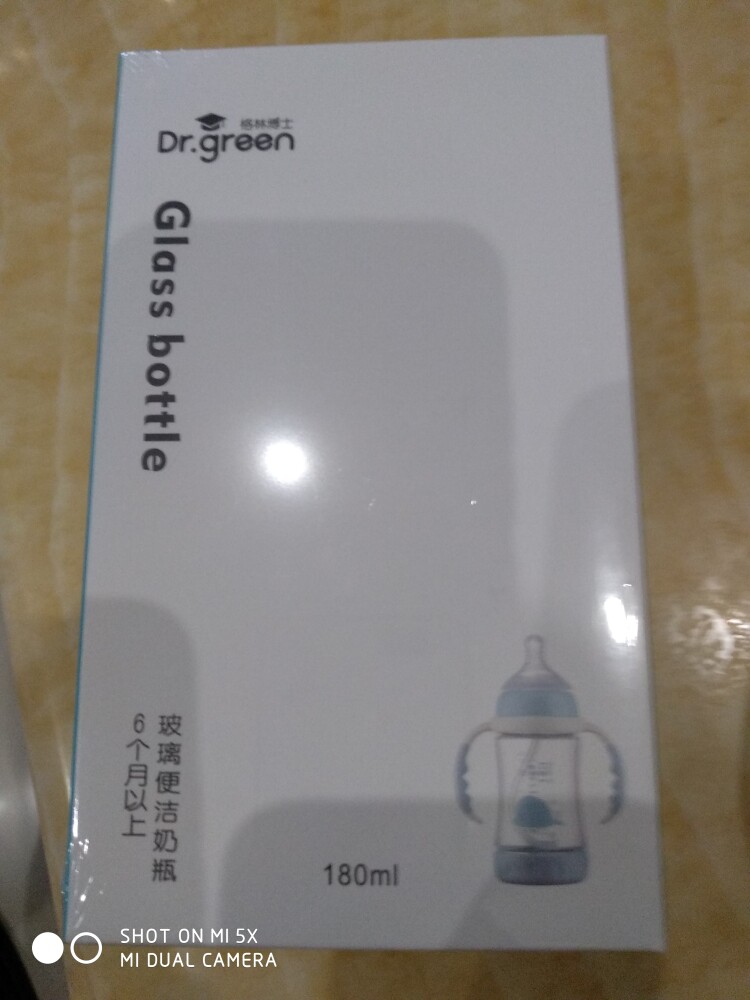 格林博士
Dr.green
Glass bottle
玻璃便洁奶瓶
6个月以上
180ml
SHOT ON MI 5X
MI DUAL CAMERA